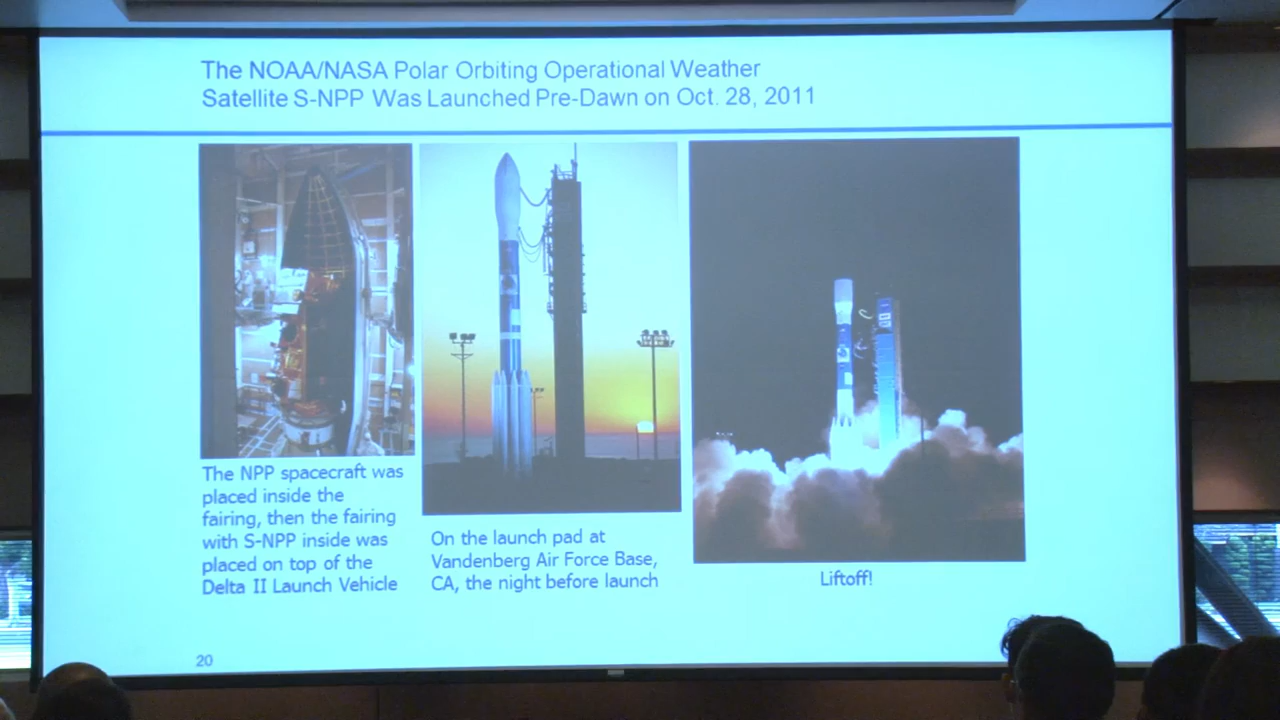 The NOAA/NASA Polar Orbiting Operational Weather
Satellite S-NPP Was Launched Pre-Dawn on Oct. 28, 2011
The NPP spacecraft was
placed inside the
fairing, then the fairing
with S-NPP inside was
placed on top of the
Delta II Launch Vehicle
On the launch pad at
Vandenberg Air Force Base,
CA, the night before launch
Liftoff!
20